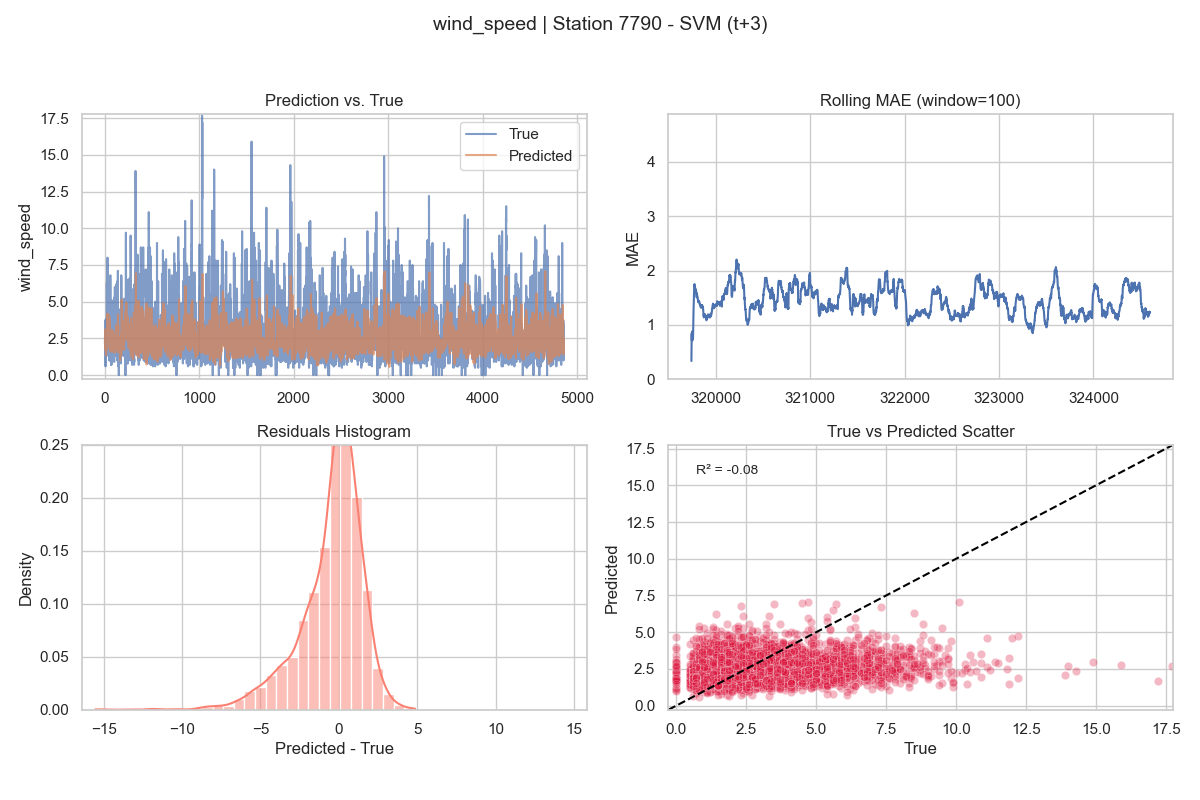 wind_speed | Station 7790 - SVM (t+3)
Prediction vs. True
17.5
15.0
12.5
10.0
7.5
5.0
2.5
0.0
wind_speed
True
Predicted
0 1000 2000 3000 4000 5000
Rolling MAE (window=100)
4
3
2
1
0
MAE
320000 321000 322000 323000 324000
Residuals Histogram
0.25
0.20
0.15
0.10
0.05
0.00
Density
−15 −10 −5 0 5 10 15
Predicted - True
True vs Predicted Scatter
17.5
15.0
12.5
10.0
7.5
5.0
2.5
0.0
Predicted
R² = -0.08
0.0 2.5 5.0 7.5 10.0 12.5 15.0 17.5
True